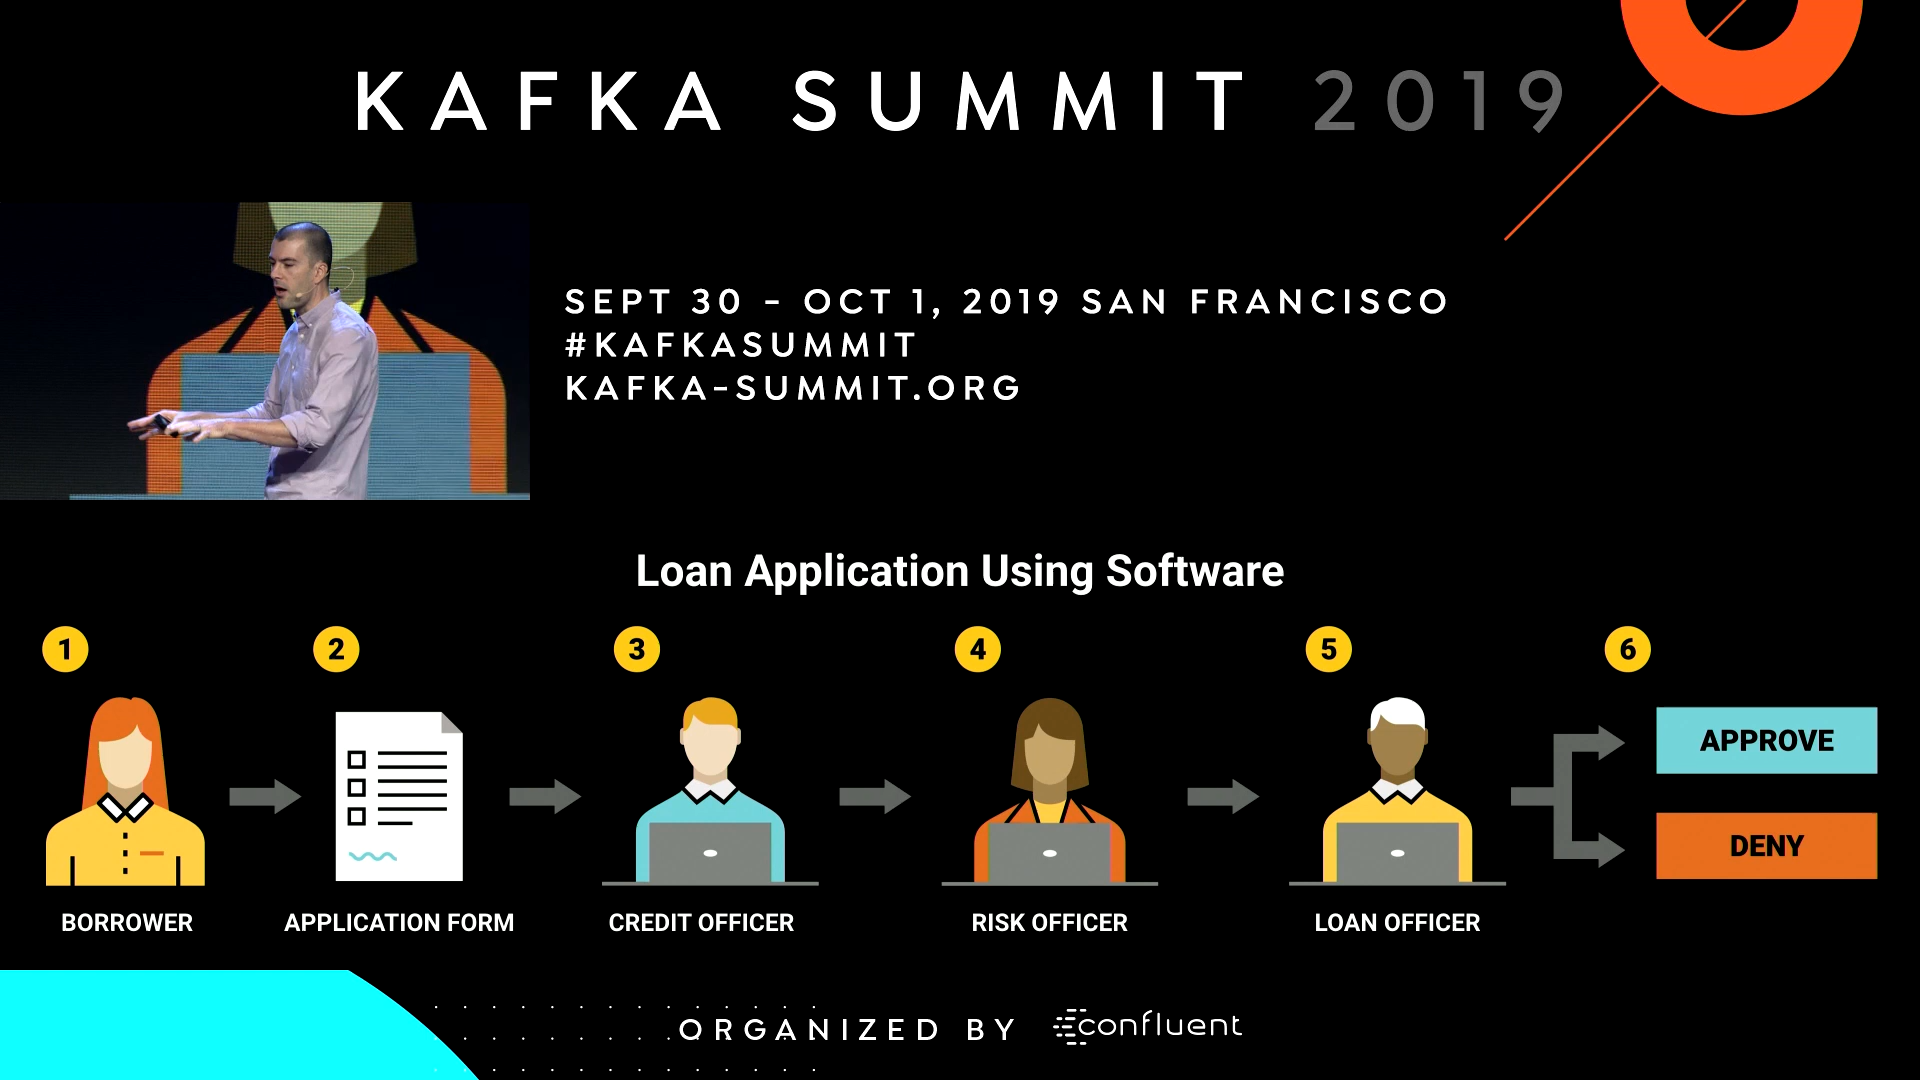 KAFKA SUMMIT 2019
SEPT 30 - OCT 1, 2019 SAN FRANCISCO
#KAFKASUMMIT
KAFKA-SUMMIT.ORG
Loan Application Using Software
1 2 3 4 5 6
APPROVE
DENY
BORROWER APPLICATION FORM CREDIT OFFICER RISK OFFICER LOAN OFFICER
ORGANIZED BY confluent